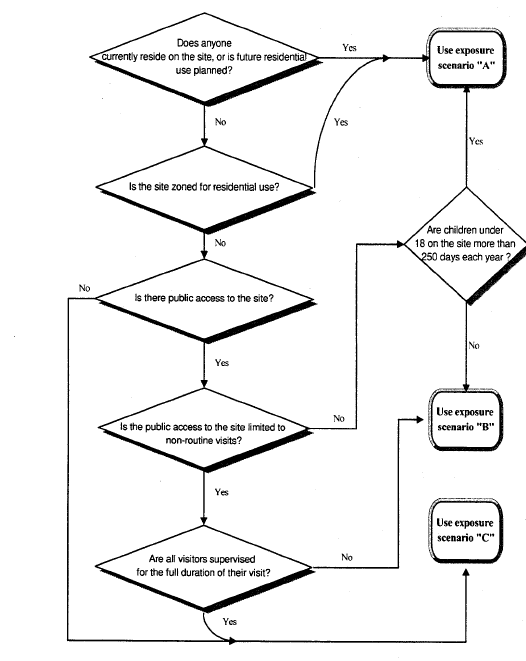 Does anyone
currently reside on the site, or is future residential
use planned?
Yes
Use exposure
scenario "A"
No
Yes
Yes
Is the site zoned for residential use?
Are children under
18 on the site more than
250 days each year ?
No
No
Is there public access to the site?
Yes
No
Use exposure
scenario "B"
Is the public access to the site limited to
non-routine visits?
No
Yes
Use exposure
scenario "C"
Are all visitors supervised
for the full duration of their visit?
No
Yes